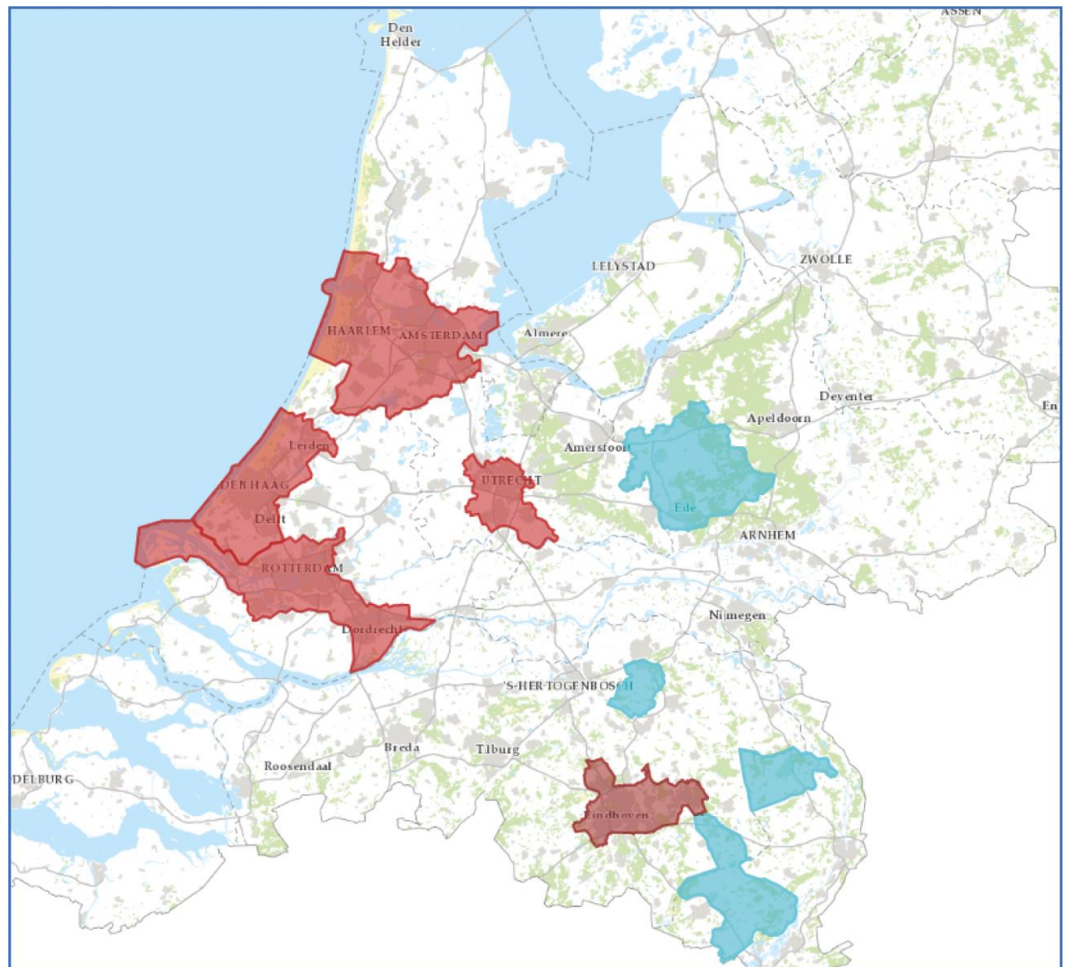 ASSEN
Den
Helder
LELYSTAD
ZWOLLE
HAARLEM
AMSTERDAM
Almere
Deventer
En
Apeldoorn
Leiden
Amersfoort
DEN HAAG
UTRECHT
Ede
Delft
ARNHEM
ROTTERDAM
Nijmegen
Dordrecht
'S-HERTOGENBOSCH
Breda
Tilburg
Roosendaal
DELBURG
Eindhoven